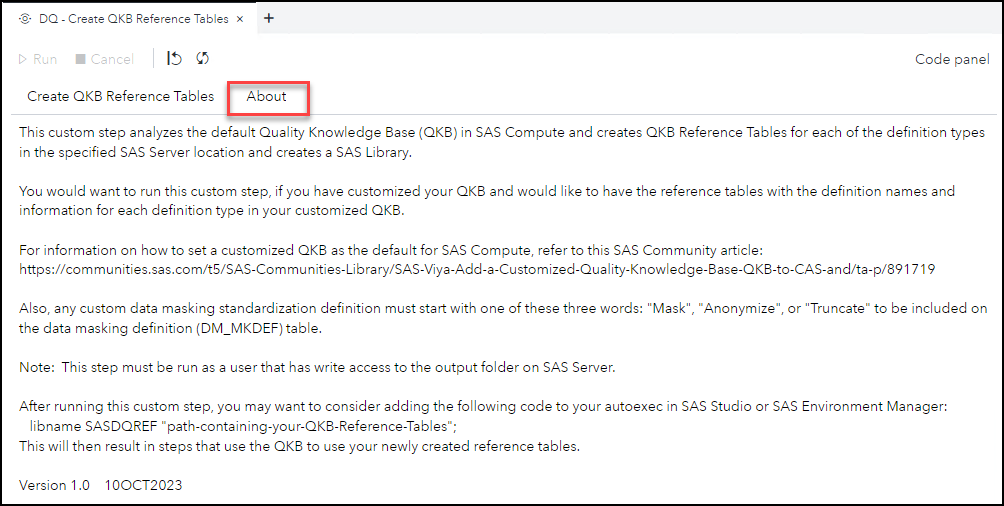 DQ - Create QKB Reference Tables × +
Run Cancel Code panel
Create QKB Reference Tables About
This custom step analyzes the default Quality Knowledge Base (QKB) in SAS Compute and creates QKB Reference Tables for each of the definition types
in the specified SAS Server location and creates a SAS Library.
You would want to run this custom step, if you have customized your QKB and would like to have the reference tables with the definition names and
information for each definition type in your customized QKB.
For information on how to set a customized QKB as the default for SAS Compute, refer to this SAS Community article:
https://communities.sas.com/t5/SAS-Communities-Library/SAS-Viya-Add-a-Customized-Quality-Knowledge-Base-QKB-to-CAS-and/ta-p/891719
Also, any custom data masking standardization definition must start with one of these three words: "Mask", "Anonymize", or "Truncate" to be included on
the data masking definition (DM_MKDEF) table.
Note:  This step must be run as a user that has write access to the output folder on SAS Server.
After running this custom step, you may want to consider adding the following code to your autoexec in SAS Studio or SAS Environment Manager:
libname SASDQREF "path-containing-your-QKB-Reference-Tables";
This will then result in steps that use the QKB to use your newly created reference tables.
Version 1.0    10OCT2023